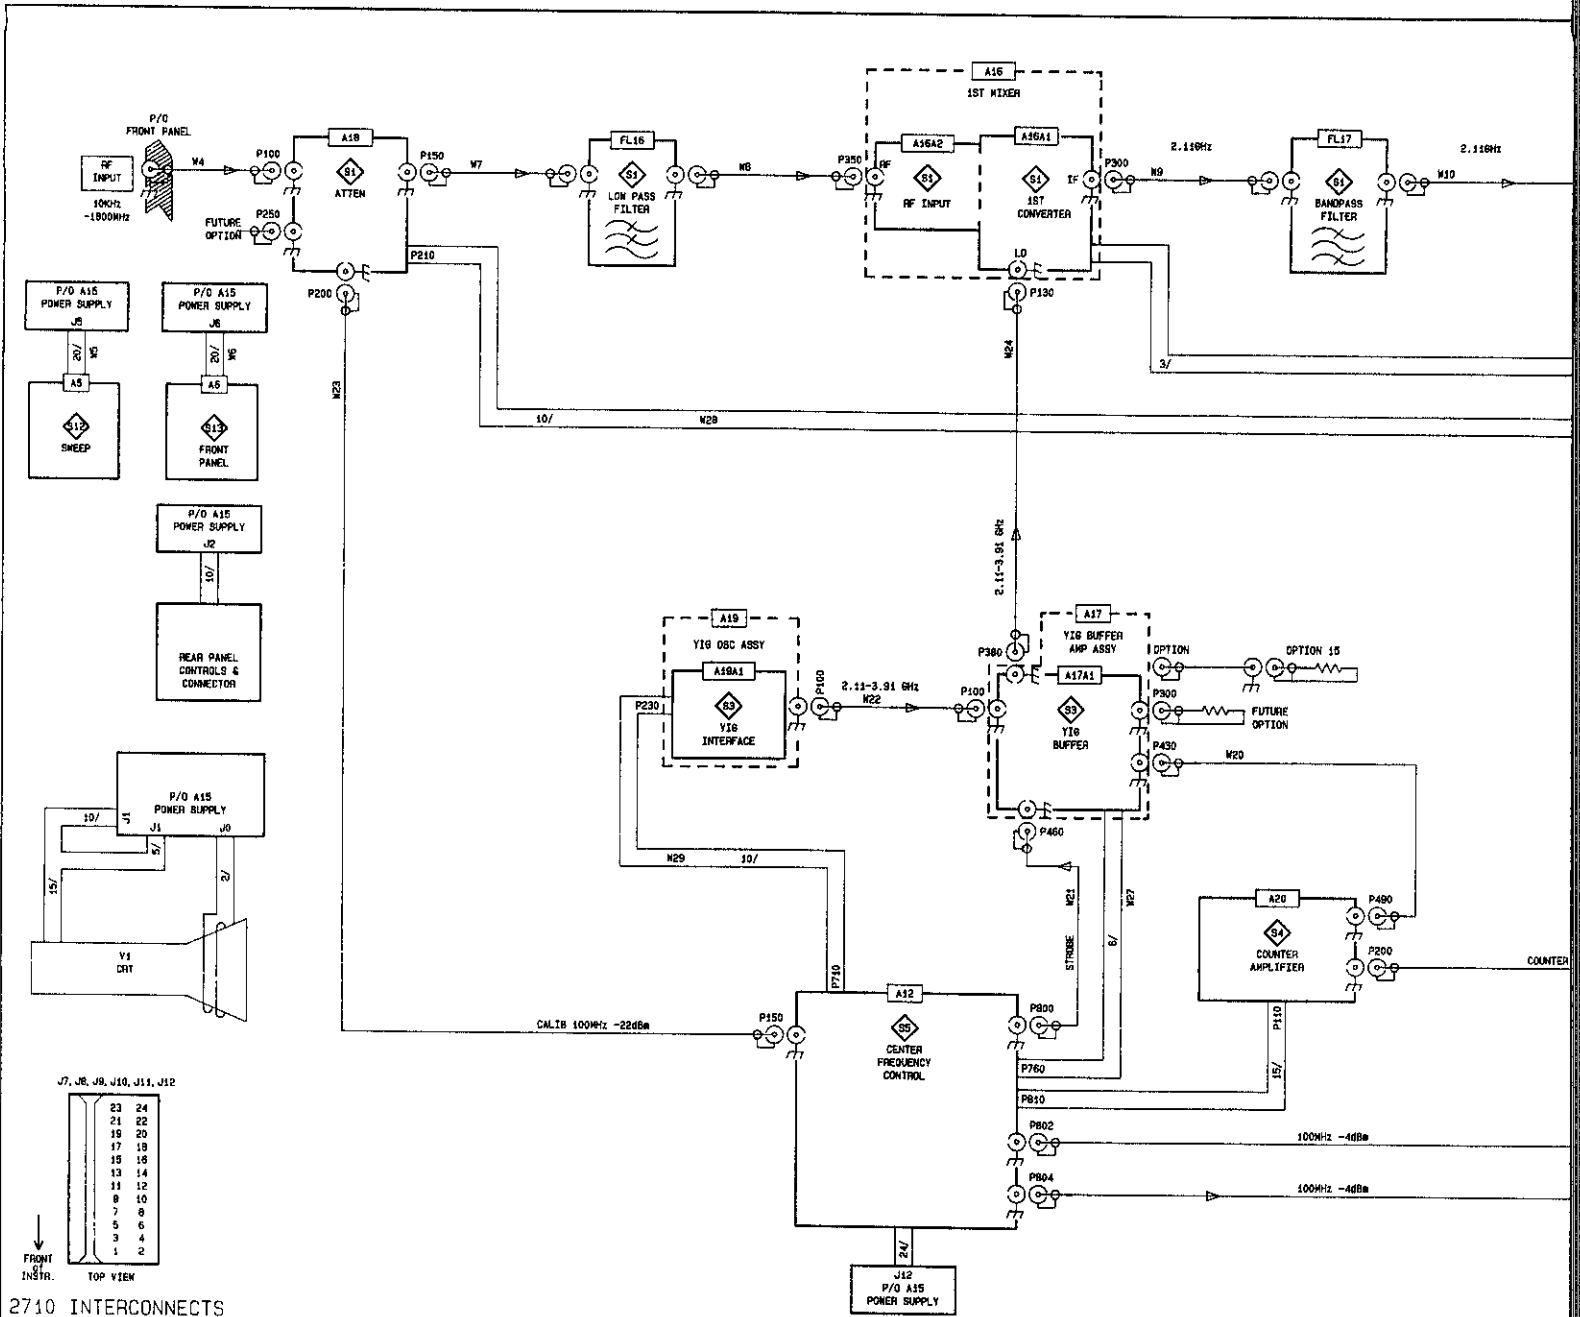 A16
1ST MIXER
P/O
FRONT PANEL
RF
INPUT
10KHz
-1800MHz
W4
P100
A18
S1
ATTEN
P150
W7
FL16
S1
LOW PASS
FILTER
W8
P350
RF
A16A2
S1
RF INPUT
A16A1
S1
1ST
CONVERTER
IF
LO
P300
2.11GHz
W9
FL17
S1
BANDPASS
FILTER
2.11GHz
W10
FUTURE
OPTION
P250
P210
P200
P130
P/O A15
POWER SUPPLY
J5
20/
W5
A5
S12
SWEEP
P/O A15
POWER SUPPLY
J6
20/
W6
A6
S13
FRONT
PANEL
W23
W24
3/
10/
W28
P/O A15
POWER SUPPLY
J2
10/
REAR PANEL
CONTROLS &
CONNECTOR
2.11-3.91 GHz
A19
YIG OSC ASSY
A19A1
S3
YIG
INTERFACE
P230
P100
2.11-3.91 GHz
W22
P100
P380
A17
YIG BUFFER
AMP ASSY
A17A1
S3
YIG
BUFFER
OPTION
OPTION 15
P300
FUTURE
OPTION
P430
W20
P460
P/O A15
POWER SUPPLY
J1
J1
J0
10/
5/
15/
2/
V1
CRT
W29
10/
W21
STROBE
6/
W27
A20
S4
COUNTER
AMPLIFIER
P490
P200
COUNTER
P110
15/
P710
A12
S5
CENTER
FREQUENCY
CONTROL
CALIB 100MHz -22dBm
P150
P800
P760
P810
P802
100MHz -4dBm
P804
100MHz -4dBm
24/
J12
P/O A15
POWER SUPPLY
J7, J8, J9, J10, J11, J12
23 24
21 22
19 20
17 18
15 16
13 14
11 12
9 10
7 8
5 6
3 4
1 2
FRONT
OF
INSTR.
TOP VIEW
2710 INTERCONNECTS